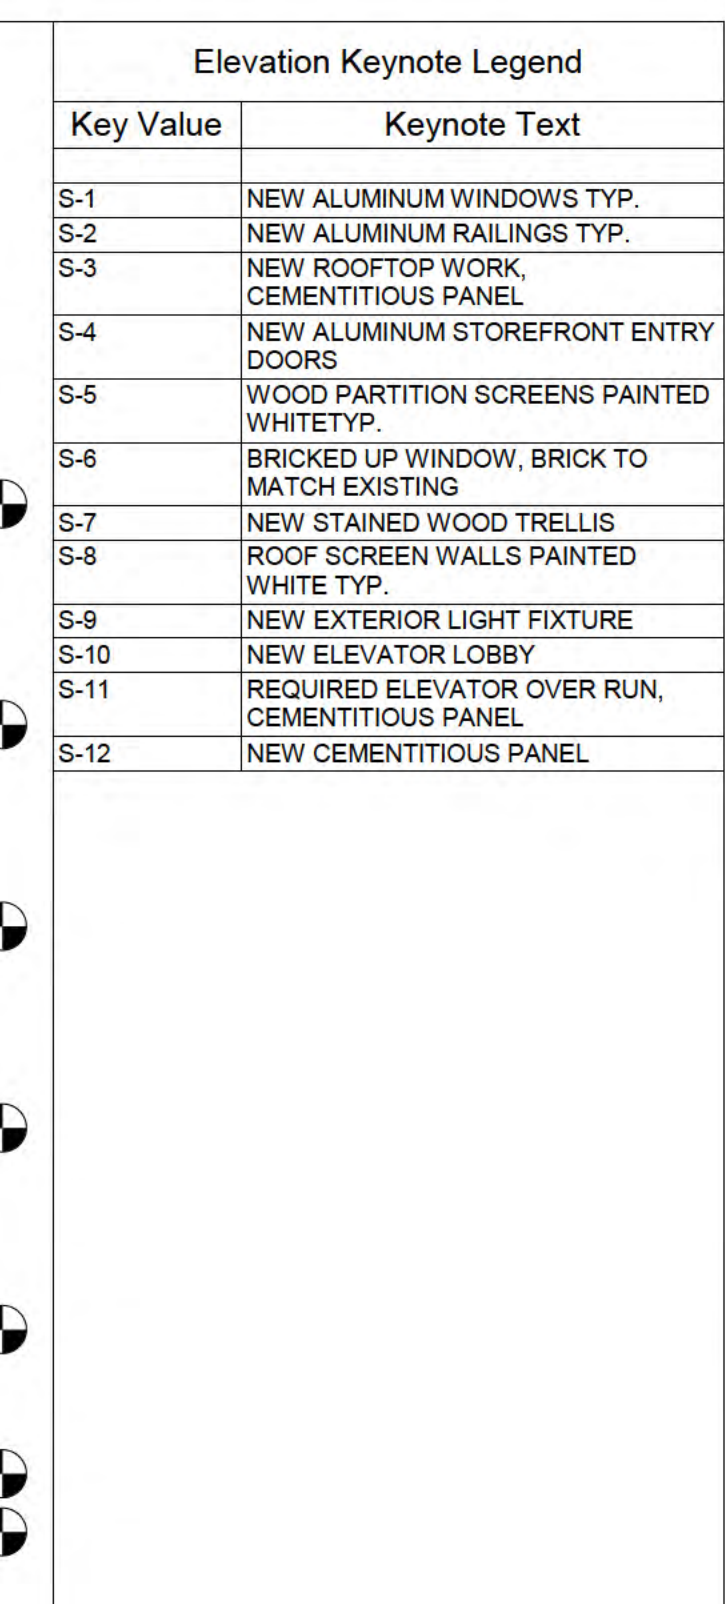 Elevation Keynote Legend
Key Value Keynote Text
S-1 NEW ALUMINUM WINDOWS TYP.
S-2 NEW ALUMINUM RAILINGS TYP.
S-3 NEW ROOFTOP WORK,
CEMENTITIOUS PANEL
S-4 NEW ALUMINUM STOREFRONT ENTRY
DOORS
S-5 WOOD PARTITION SCREENS PAINTED
WHITETYP.
S-6 BRICKED UP WINDOW, BRICK TO
MATCH EXISTING
S-7 NEW STAINED WOOD TRELLIS
S-8 ROOF SCREEN WALLS PAINTED
WHITE TYP.
S-9 NEW EXTERIOR LIGHT FIXTURE
S-10 NEW ELEVATOR LOBBY
S-11 REQUIRED ELEVATOR OVER RUN,
CEMENTITIOUS PANEL
S-12 NEW CEMENTITIOUS PANEL